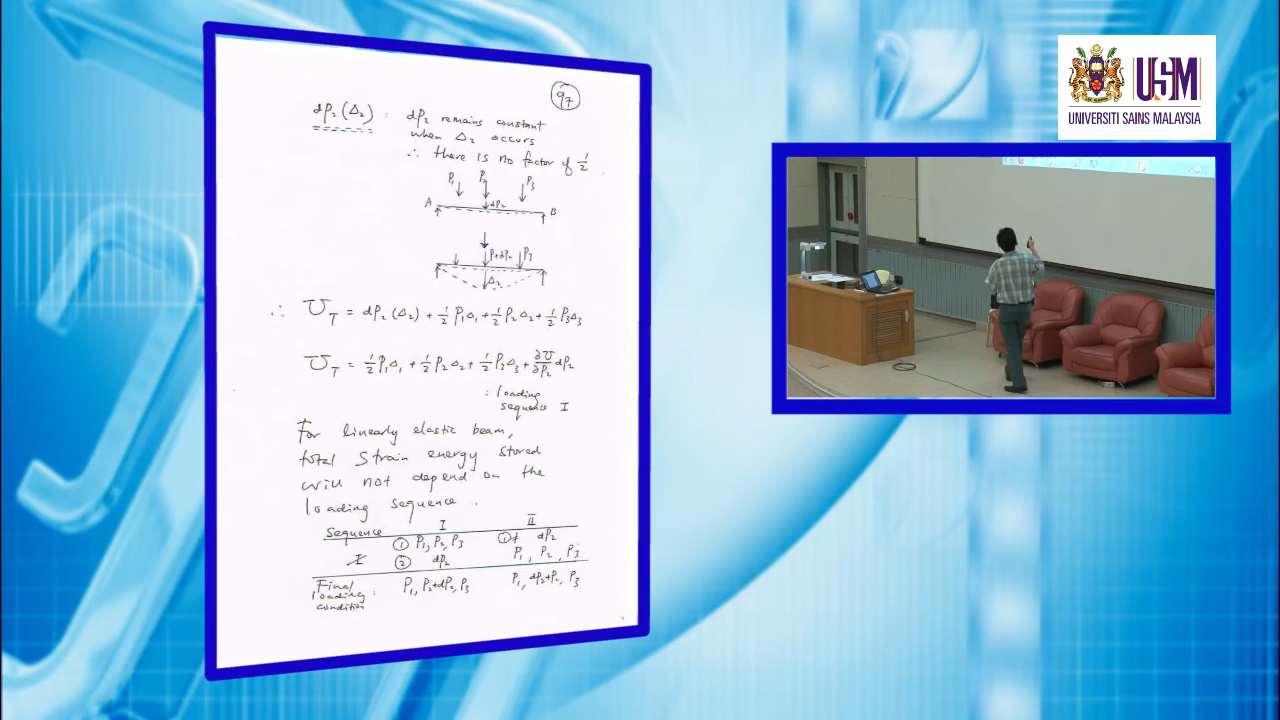 97
dP₂(Δ₂) : dP₂ remains constant
when Δ₂ occurs
∴ there is no factor of 1/2
P₁ P₂ P₃
A dP₂ B
P+dP₂ P₃
Δ₂
∴ U_T = dP₂(Δ₂) + 1/2 P₁Δ₁ + 1/2 P₂Δ₂ + 1/2 P₃Δ₃
U_T = 1/2 P₁Δ₁ + 1/2 P₂Δ₂ + 1/2 P₃Δ₃ + ∂U/∂P₂ dP₂
: loading
sequence I
For linearly elastic beam,
total strain energy stored
will not depend on the
loading sequence.
Sequence I II
① P₁, P₂, P₃ ① dP₂
② dP₂ P₁, P₂, P₃
Final
loading :
condition
P₁, P₂+dP₂, P₃ P₁, dP₂+P₂, P₃
USM
UNIVERSITI SAINS MALAYSIA